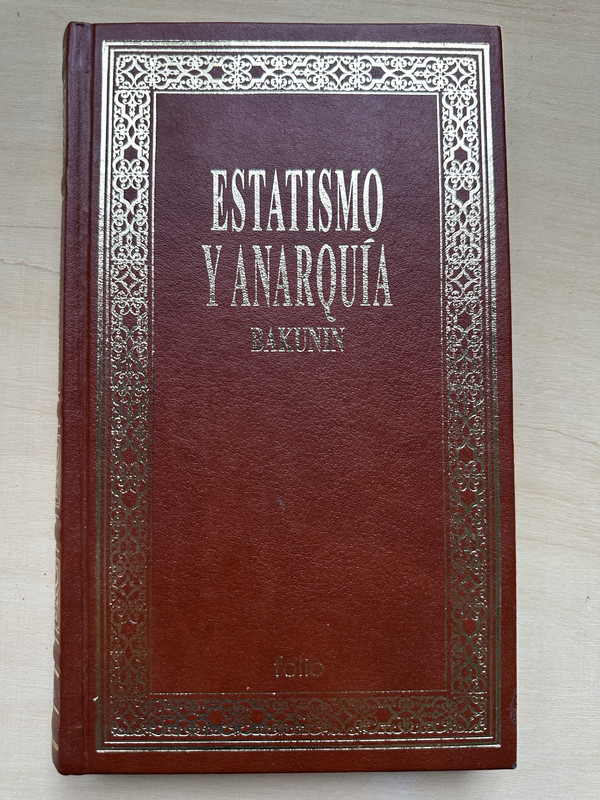 ESTATISMO
Y ANARQUÍA
BAKUNIN
folio